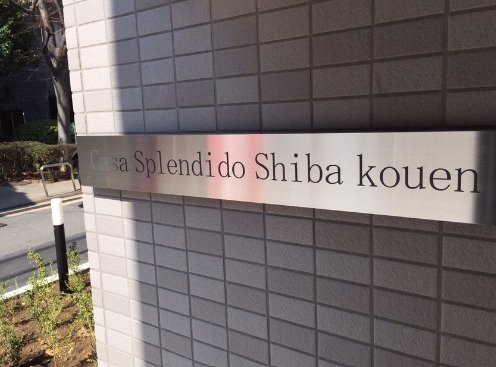 Casa Splendido Shiba kouen